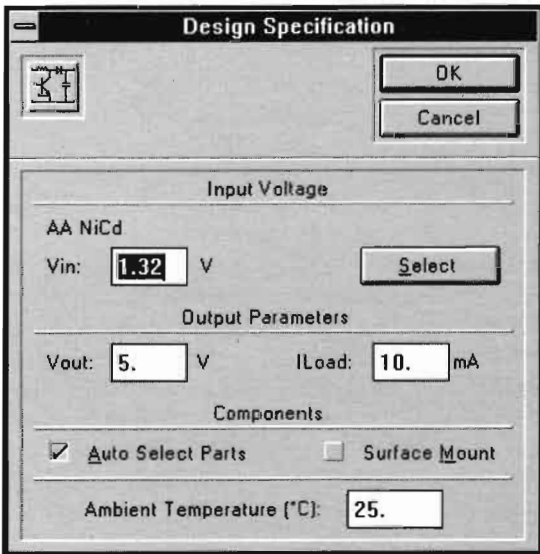 Design Specification
OK
Cancel
Input Voltage
AA NiCd
Vin: 1.32 V Select
Output Parameters
Vout: 5. V ILoad: 10. mA
Components
Auto Select Parts Surface Mount
Ambient Temperature (°C): 25.